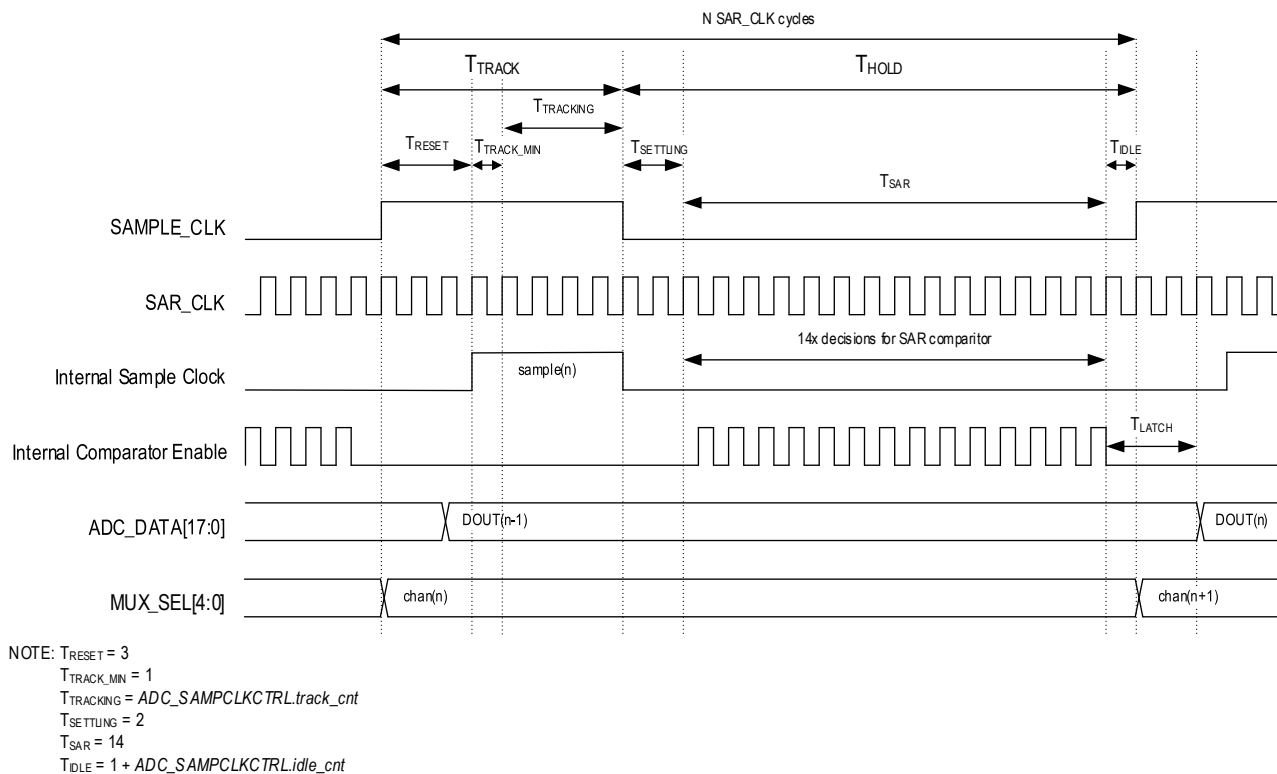 N SAR_CLK cycles
TTRACK
THOLD
TTRACKING
TRESET
TTRACK_MIN
TSETTLING
TIDLE
TSAR
SAMPLE_CLK
SAR_CLK
14x decisions for SAR comparitor
Internal Sample Clock
sample(n)
Internal Comparator Enable
TLATCH
ADC_DATA[17:0]
DOUT(n-1)
DOUT(n)
MUX_SEL[4:0]
chan(n)
chan(n+1)
NOTE: TRESET = 3
TTRACK_MIN = 1
TTRACKING = ADC_SAMPCLKCTRL.track_cnt
TSETTLING = 2
TSAR = 14
TIDLE = 1 + ADC_SAMPCLKCTRL.idle_cnt